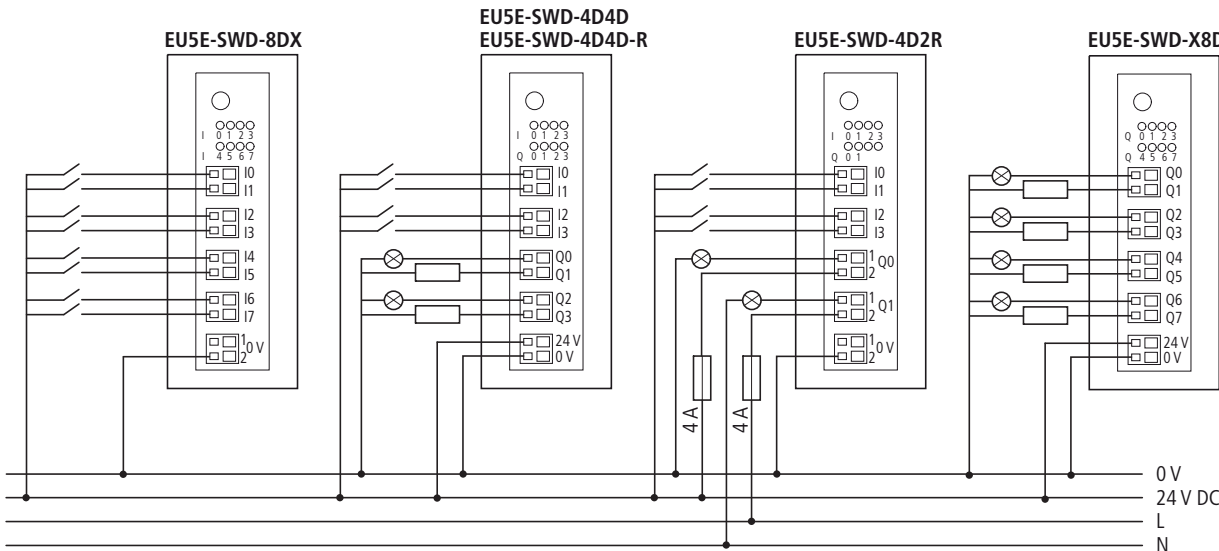 EU5E-SWD-8DX
I 0 1 2 3
I 4 5 6 7
I0
I1
I2
I3
I4
I5
I6
I7
1
2
0 V
EU5E-SWD-4D4D
EU5E-SWD-4D4D-R
I 0 1 2 3
Q 0 1 2 3
I0
I1
I2
I3
Q0
Q1
Q2
Q3
24 V
0 V
EU5E-SWD-4D2R
I 0 1 2 3
Q 0 1
I0
I1
I2
I3
1
2
Q0
1
2
Q1
1
2
0 V
4 A
4 A
EU5E-SWD-X8D
Q 0 1 2 3
Q 4 5 6 7
Q0
Q1
Q2
Q3
Q4
Q5
Q6
Q7
24 V
0 V
0 V
24 V DC
L
N